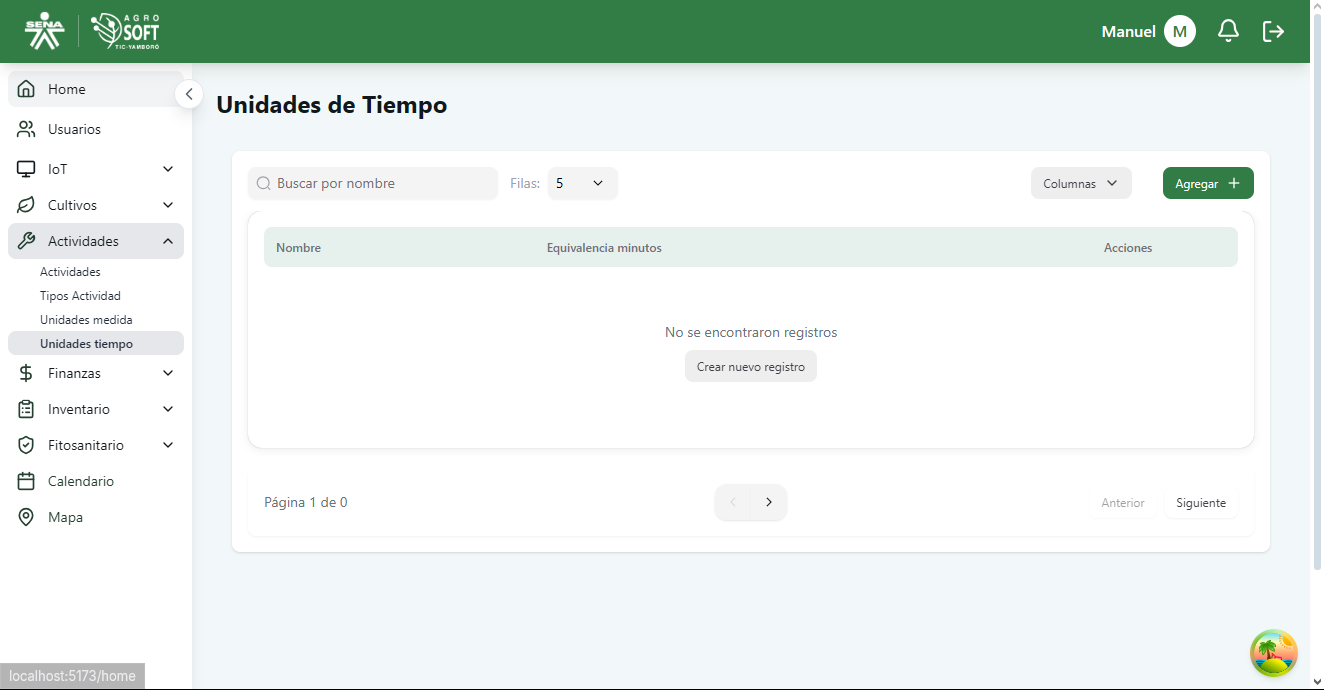 SENA
AGRO
SOFT
TIC-YAMBORÓ
Manuel
M
Home
Usuarios
IoT
Cultivos
Actividades
Actividades
Tipos Actividad
Unidades medida
Unidades tiempo
Finanzas
Inventario
Fitosanitario
Calendario
Mapa
localhost:5173/home
Unidades de Tiempo
Buscar por nombre
Filas: 5
Columnas
Agregar
Nombre Equivalencia minutos Acciones
No se encontraron registros
Crear nuevo registro
Página 1 de 0
Anterior
Siguiente